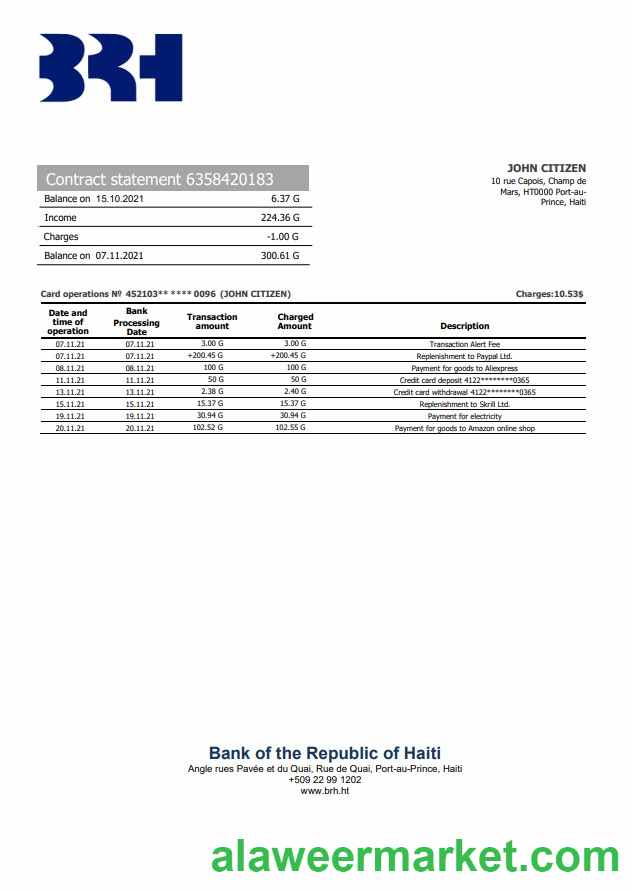 BRH
JOHN CITIZEN
10 rue Capois, Champ de
Mars, HT0000 Port-au-
Prince, Haiti
Contract statement 6358420183
Balance on 15.10.2021 6.37 G
Income 224.36 G
Charges -1.00 G
Balance on 07.11.2021 300.61 G
Card operations № 452103** **** 0096 (JOHN CITIZEN) Charges:10.53$
Date and time of operation Bank Processing Date Transaction amount Charged Amount Description
07.11.21 07.11.21 3.00 G 3.00 G Transaction Alert Fee
07.11.21 07.11.21 +200.45 G +200.45 G Replenishment to Paypal Ltd.
08.11.21 08.11.21 100 G 100 G Payment for goods to Aliexpress
11.11.21 11.11.21 50 G 50 G Credit card deposit 4122********0365
13.11.21 13.11.21 2.38 G 2.40 G Credit card withdrawal 4122********0365
15.11.21 15.11.21 15.37 G 15.37 G Replenishment to Skrill Ltd.
19.11.21 19.11.21 30.94 G 30.94 G Payment for electricity
20.11.21 20.11.21 102.52 G 102.55 G Payment for goods to Amazon online shop
Bank of the Republic of Haiti
Angle rues Pavée et du Quai, Rue de Quai, Port-au-Prince, Haiti
+509 22 99 1202
www.brh.ht
alaweermarket.com